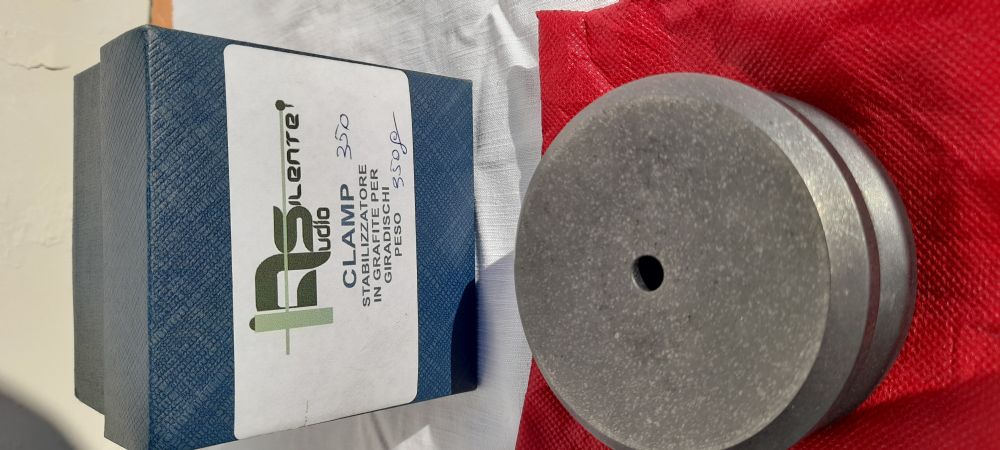 Silente
Audio
CLAMP 350
STABILIZZATORE
IN GRAFITE PER
GIRADISCHI
PESO 350g